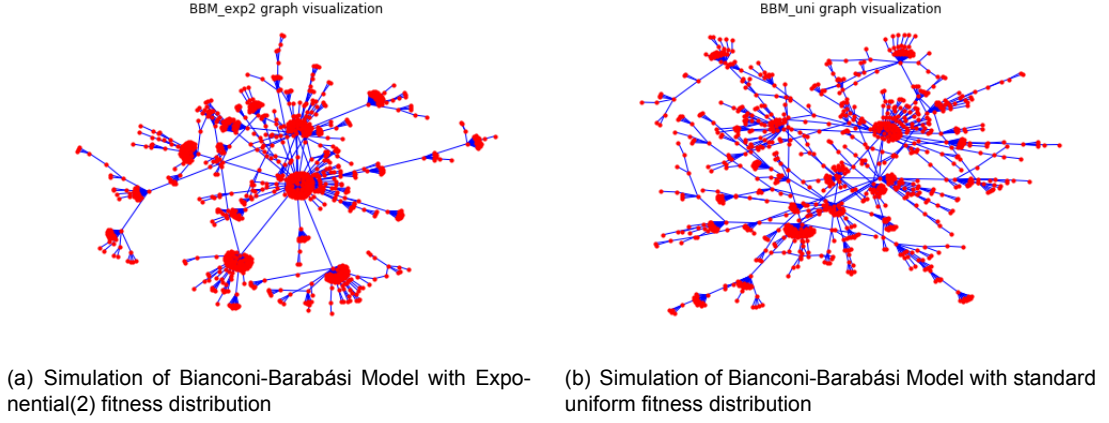 BBM_exp2 graph visualization
BBM_uni graph visualization
(a) Simulation of Bianconi-Barabási Model with Expo-
nential(2) fitness distribution
(b) Simulation of Bianconi-Barabási Model with standard
uniform fitness distribution